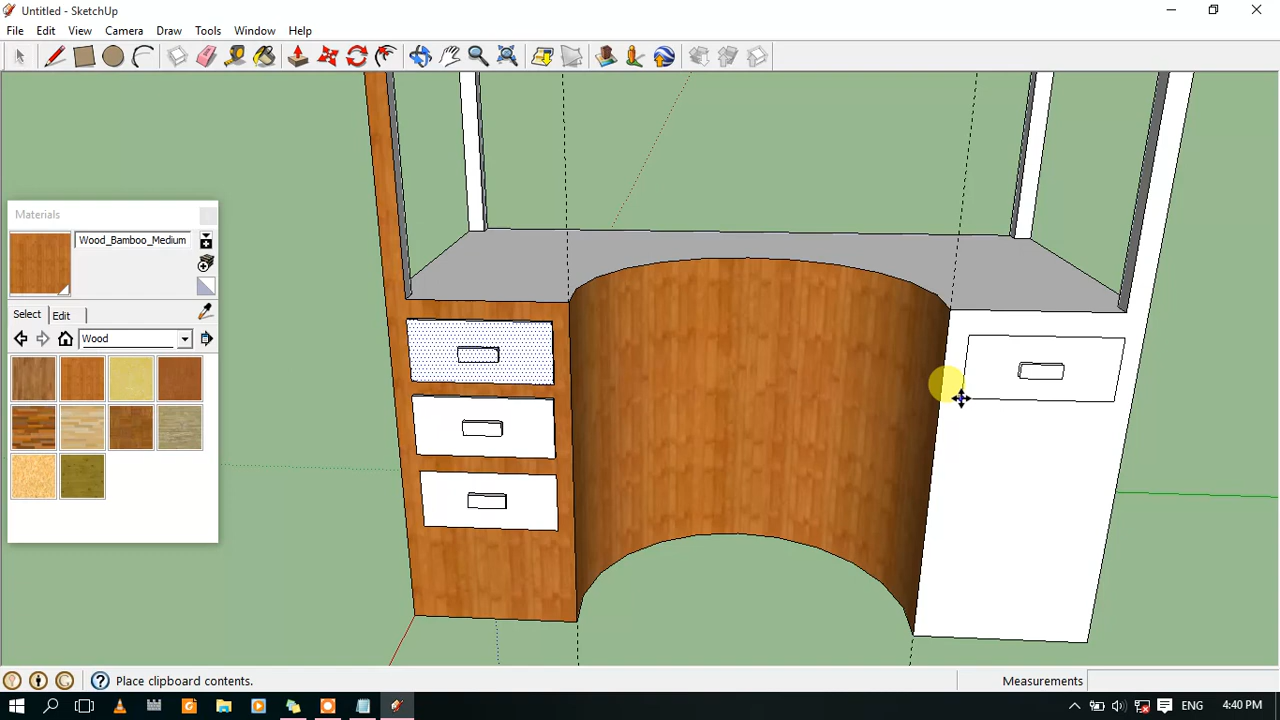 Untitled - SketchUp
File Edit View Camera Draw Tools Window Help
Materials
Wood_Bamboo_Medium
Select Edit
Wood
Place clipboard contents.
Measurements
ENG 4:40 PM